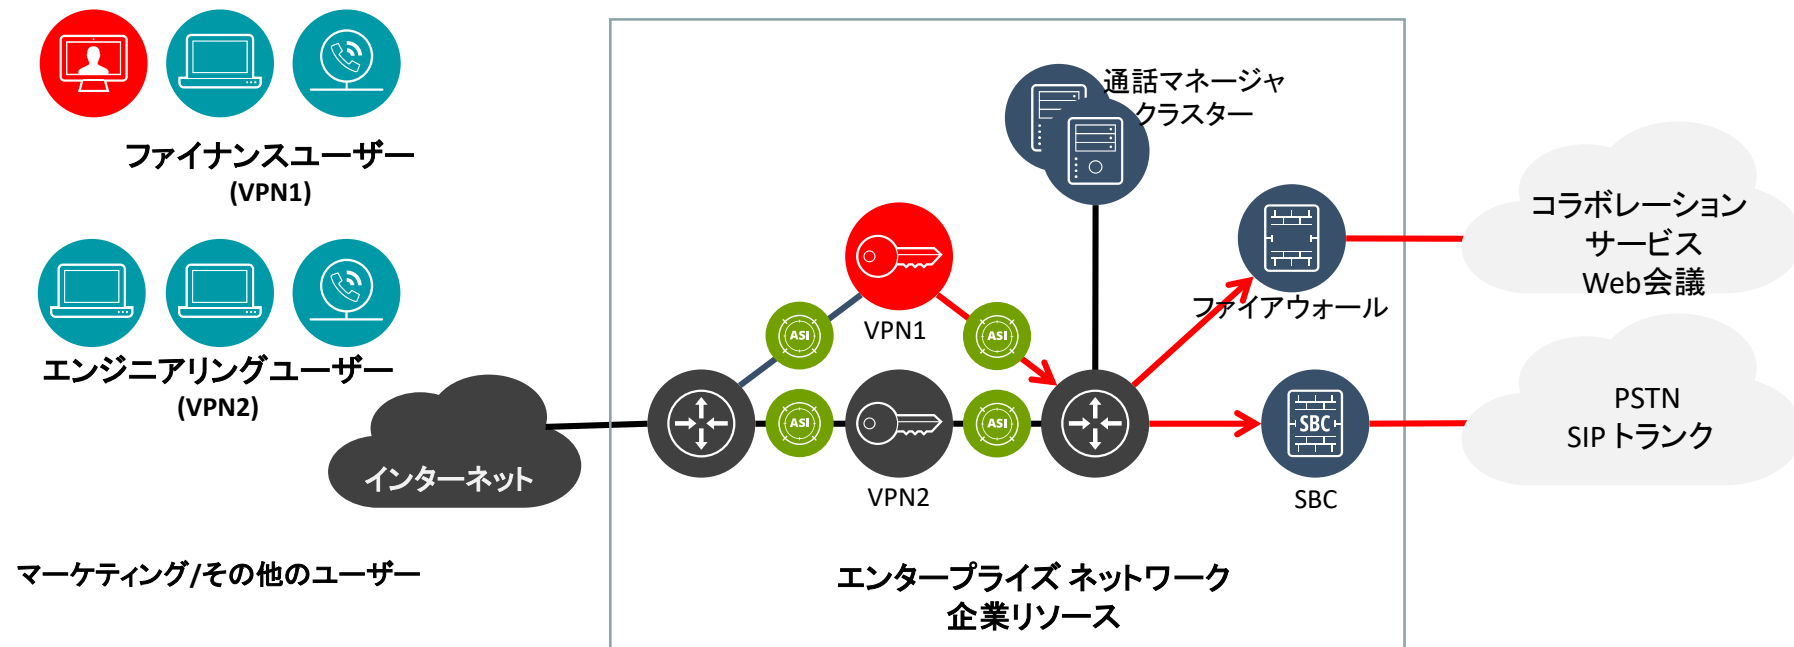 ファイナンスユーザー
(VPN1)
エンジニアリングユーザー
(VPN2)
インターネット
マーケティング/その他のユーザー
通話マネージャ
クラスター
ASI
VPN1
ASI
ASI
VPN2
ASI
ファイアウォール
SBC
SBC
エンタープライズ ネットワーク
企業リソース
コラボレーション
サービス
Web会議
PSTN
SIP トランク